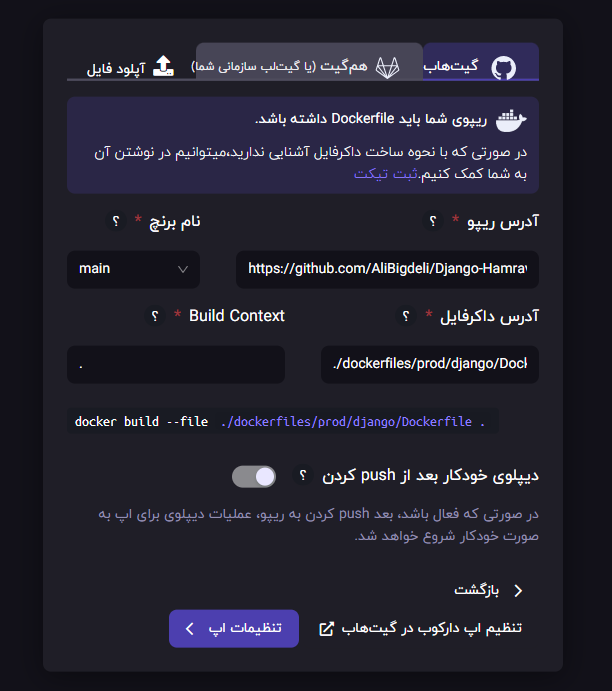 گیت‌هاب
هم‌گیت (یا گیت‌لب سازمانی شما)
آپلود فایل
ریپوی شما باید Dockerfile داشته باشد.
در صورتی که با نحوه ساخت داکرفایل آشنایی ندارید،میتوانیم در نوشتن آن
به شما کمک کنیم.ثبت تیکت
آدرس ریپو * ؟
نام برنچ * ؟
https://github.com/AliBigdeli/Django-Hamra
main
آدرس داکرفایل * ؟
Build Context * ؟
./dockerfiles/prod/django/Dock
.
docker build --file ./dockerfiles/prod/django/Dockerfile .
دیپلوی خودکار بعد از push کردن ؟
در صورتی که فعال باشد، بعد push کردن به ریپو، عملیات دیپلوی برای اپ به
صورت خودکار شروع خواهد شد.
بازگشت
تنظیم اپ دارکوب در گیت‌هاب
تنظیمات اپ